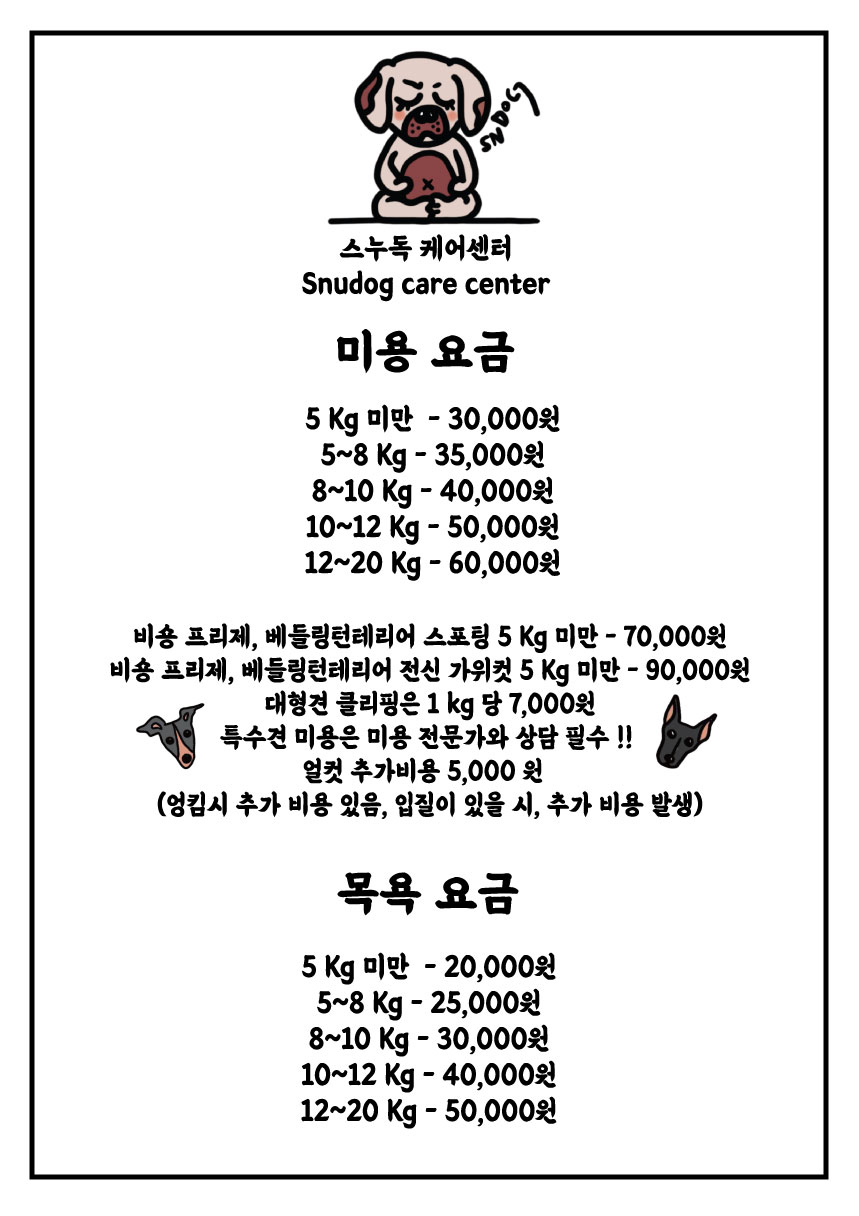 SNDOG
스누독 케어센터
Snudog care center
미용 요금
5 Kg 미만 - 30,000원
5~8 Kg - 35,000원
8~10 Kg - 40,000원
10~12 Kg - 50,000원
12~20 Kg - 60,000원
비숑 프리제, 베들링턴테리어 스포팅 5 Kg 미만 - 70,000원
비숑 프리제, 베들링턴테리어 전신 가위컷 5 Kg 미만 - 90,000원
대형견 클리핑은 1 kg 당 7,000원
특수견 미용은 미용 전문가와 상담 필수 !!
얼컷 추가비용 5,000 원
(엉킴시 추가 비용 있음, 입질이 있을 시, 추가 비용 발생)
목욕 요금
5 Kg 미만 - 20,000원
5~8 Kg - 25,000원
8~10 Kg - 30,000원
10~12 Kg - 40,000원
12~20 Kg - 50,000원